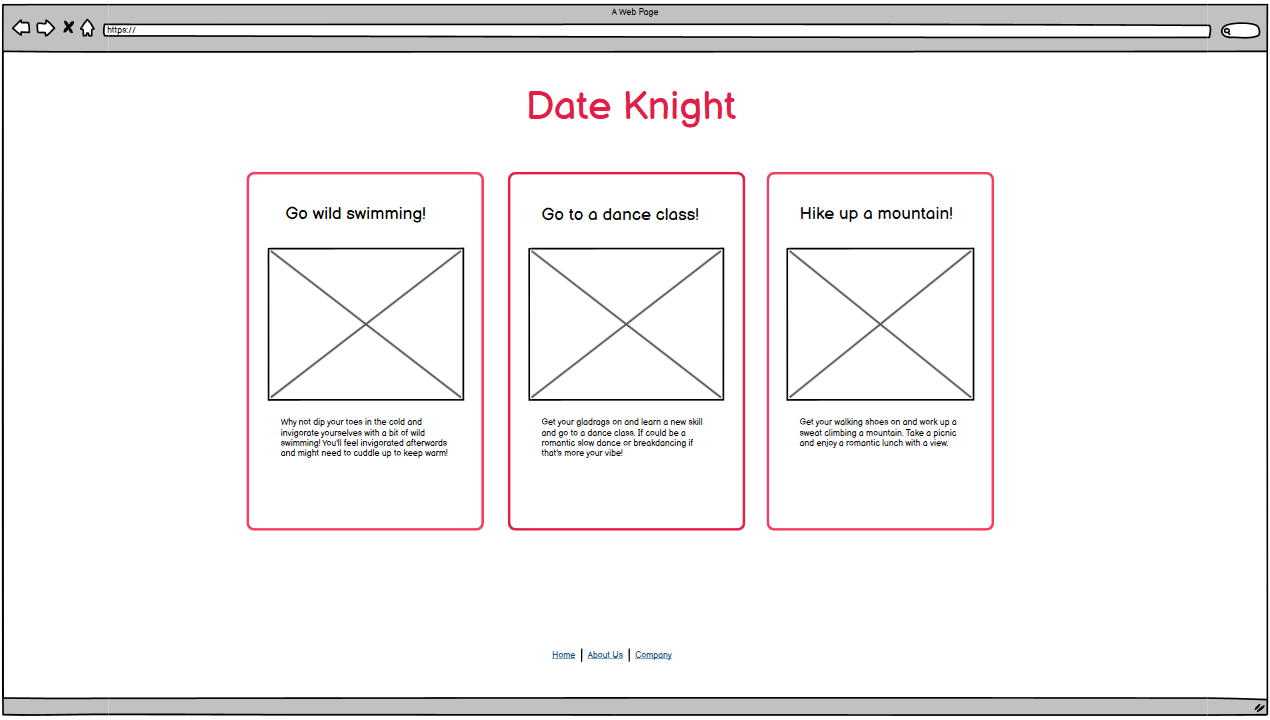 A Web Page
https://
Date Knight
Go wild swimming!
Why not dip your toes in the cold and
invigorate yourselves with a bit of wild
swimming! You'll feel invigorated afterwards
and might need to cuddle up to keep warm!
Go to a dance class!
Get your gladrags on and learn a new skill
and go to a dance class. If could be a
romantic slow dance or breakdancing if
that's more your vibe!
Hike up a mountain!
Get your walking shoes on and work up a
sweat climbing a mountain. Take a picnic
and enjoy a romantic lunch with a view.
Home | About Us | Company